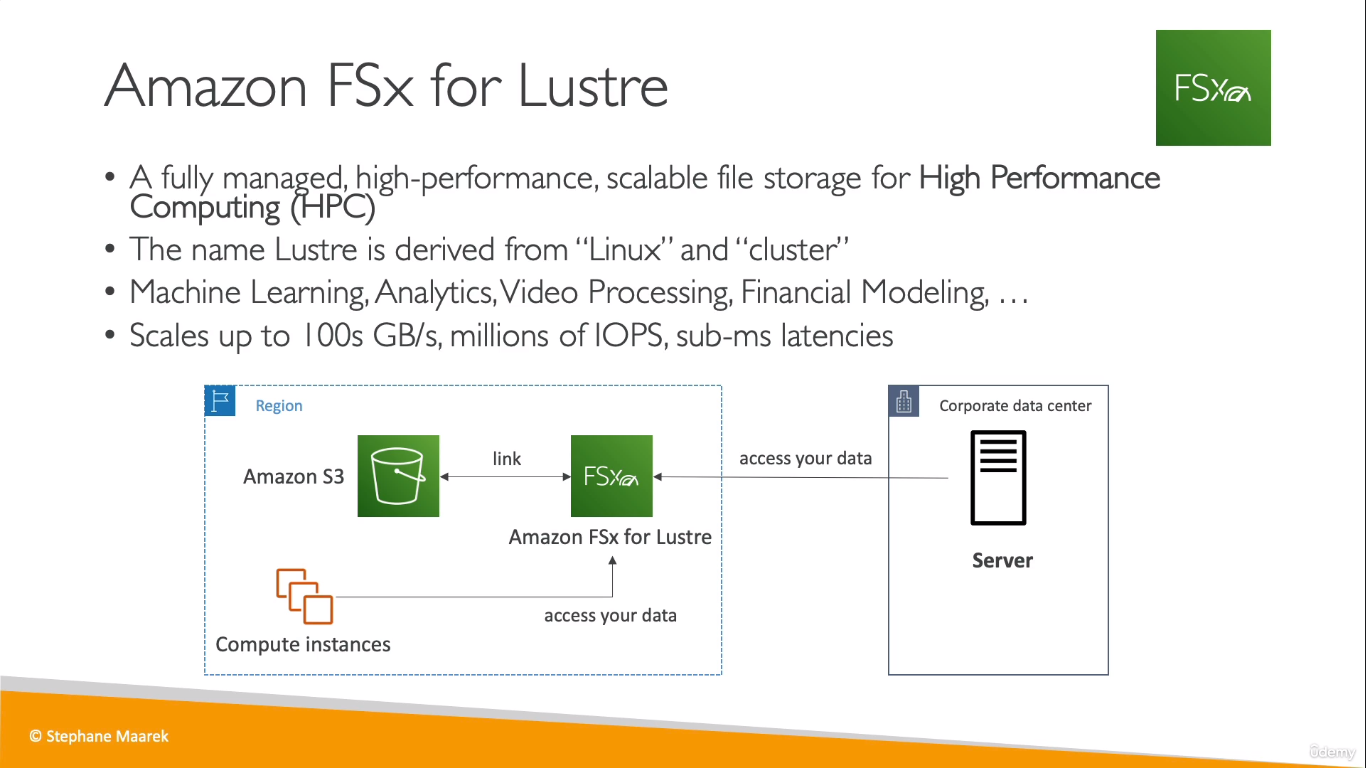 Amazon FSx for Lustre
FSx
• A fully managed, high-performance, scalable file storage for High Performance
Computing (HPC)
• The name Lustre is derived from “Linux” and “cluster”
• Machine Learning, Analytics, Video Processing, Financial Modeling, …
• Scales up to 100s GB/s, millions of IOPS, sub-ms latencies
Region
Corporate data center
Amazon S3
link
FSx
access your data
Amazon FSx for Lustre
Server
access your data
Compute instances
© Stephane Maarek
ûdemy